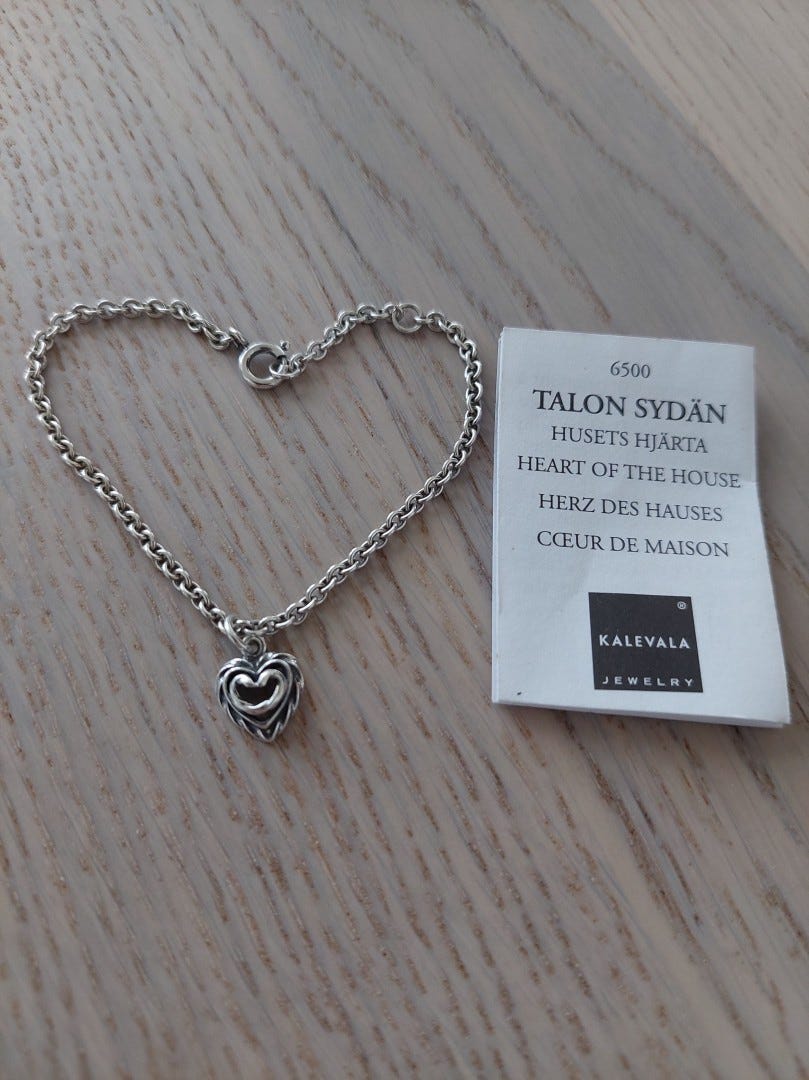 6500
TALON SYDÄN
HUSETS HJÄRTA
HEART OF THE HOUSE
HERZ DES HAUSES
CŒUR DE MAISON
®
KALEVALA
JEWELRY